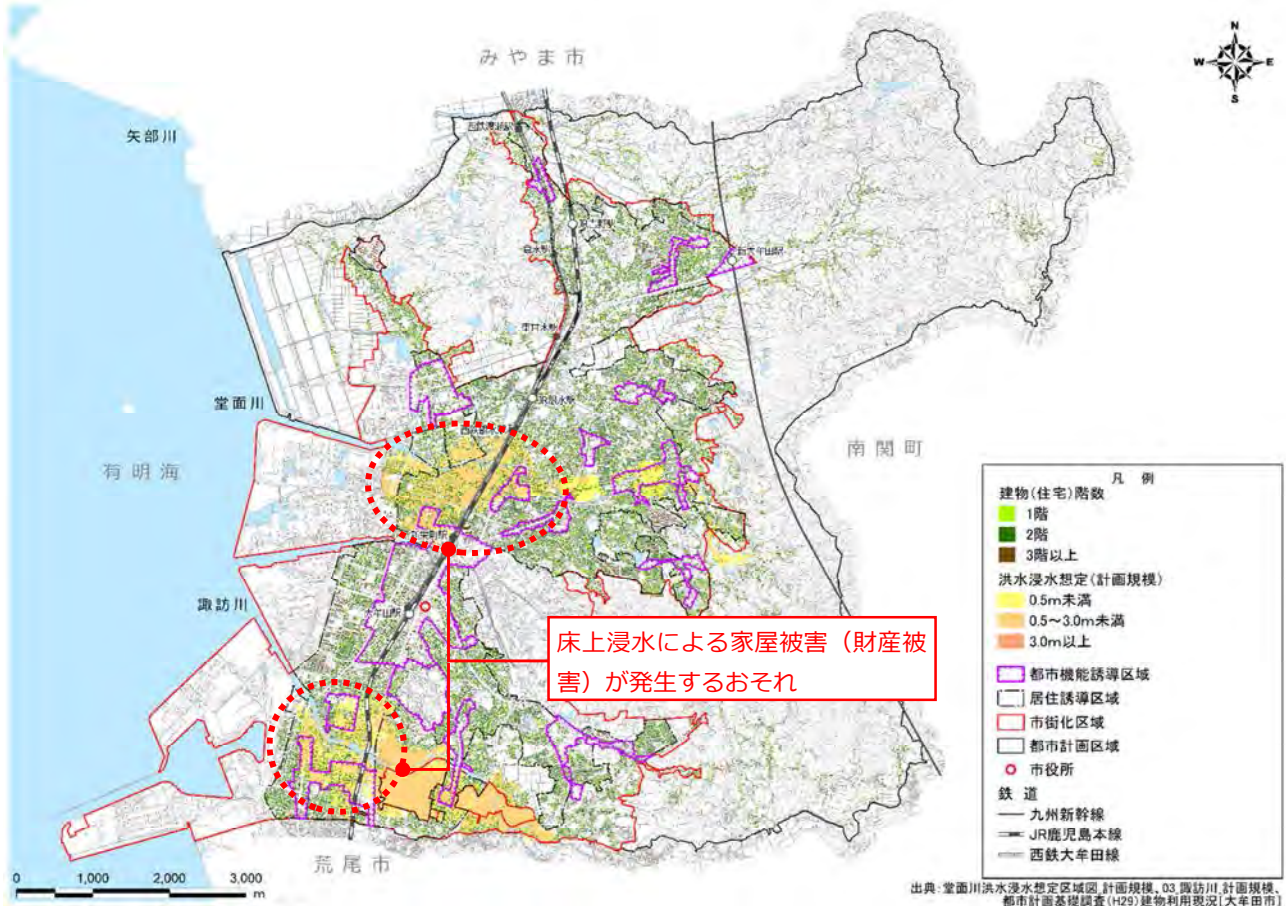 N
W
E
S
みやま市
矢部川
堂面川
有明海
南関町
諏訪川
荒尾市
床上浸水による家屋被害（財産被
害）が発生するおそれ
凡 例
建物(住宅)階数
1階
2階
3階以上
洪水浸水想定(計画規模)
0.5m未満
0.5～3.0m未満
3.0m以上
都市機能誘導区域
居住誘導区域
市街化区域
都市計画区域
市役所
鉄 道
九州新幹線
JR鹿児島本線
西鉄大牟田線
0 1,000 2,000 3,000
m
出典：堂面川洪水浸水想定区域図_計画規模、03_諏訪川_計画規模、
都市計画基礎調査(H29)建物利用現況[大牟田市]